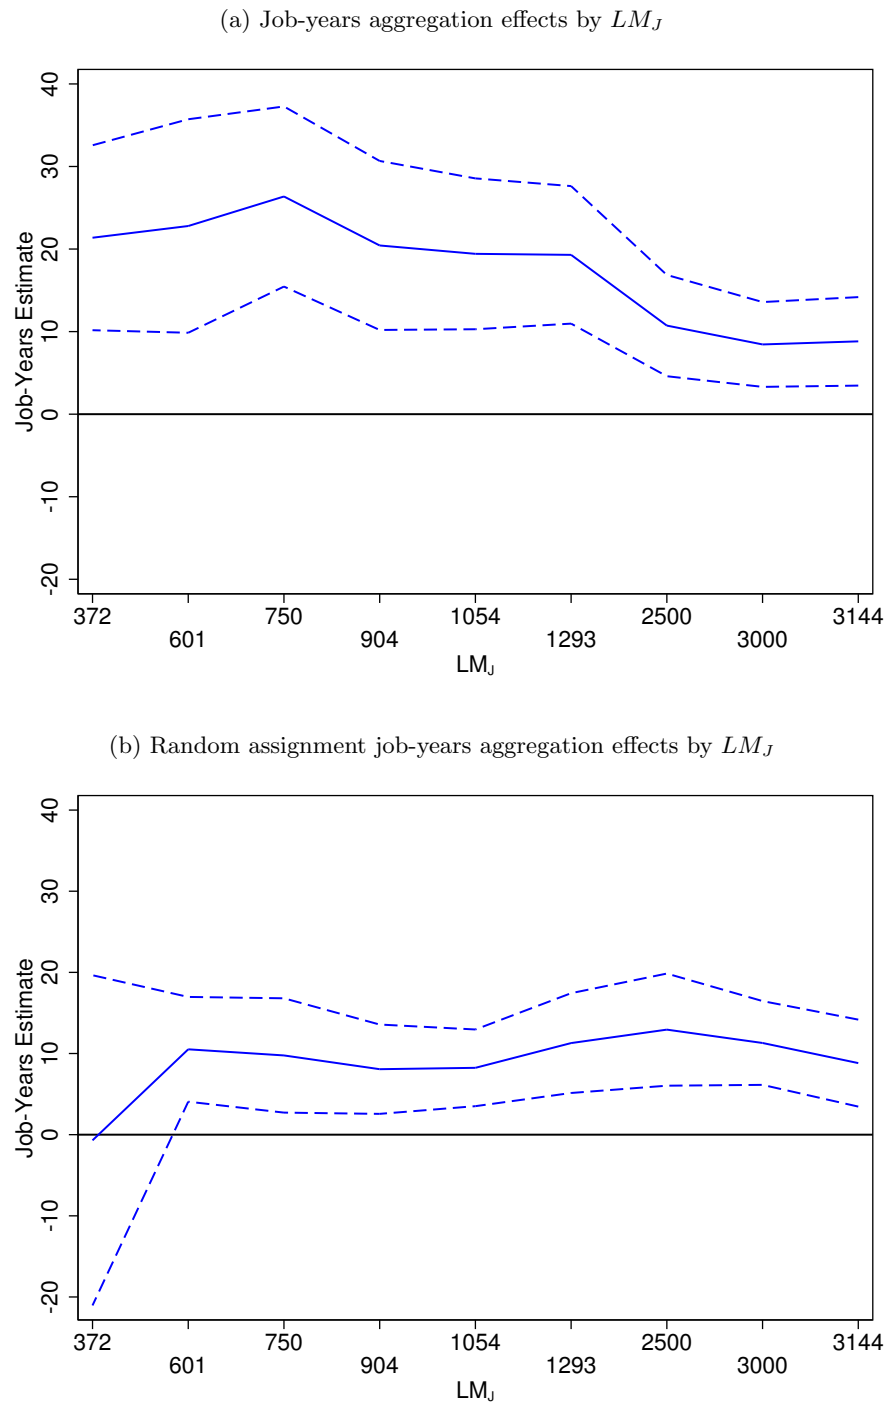 (a) Job-years aggregation effects by LM_J
Job-Years Estimate
40
30
20
10
0
-10
-20
372 750 1054 2500 3144
601 904 1293 3000
LM_J
(b) Random assignment job-years aggregation effects by LM_J
Job-Years Estimate
40
30
20
10
0
-10
-20
372 750 1054 2500 3144
601 904 1293 3000
LM_J